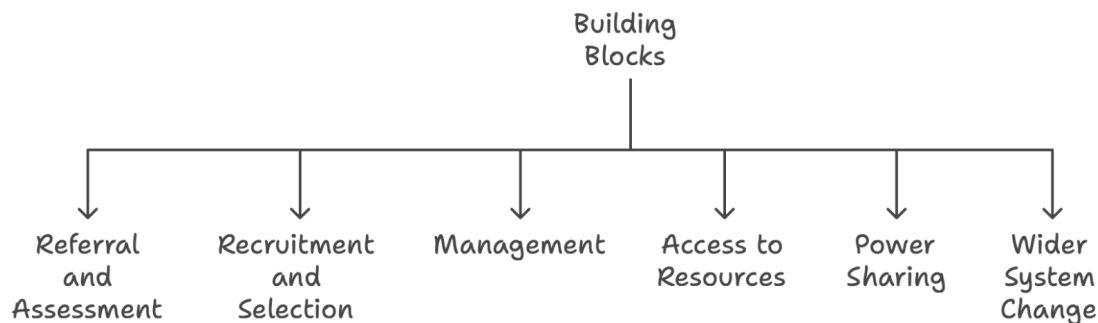 Building
Blocks
Referral
and
Assessment
Recruitment
and
Selection
Management
Access to
Resources
Power
Sharing
Wider
System
Change